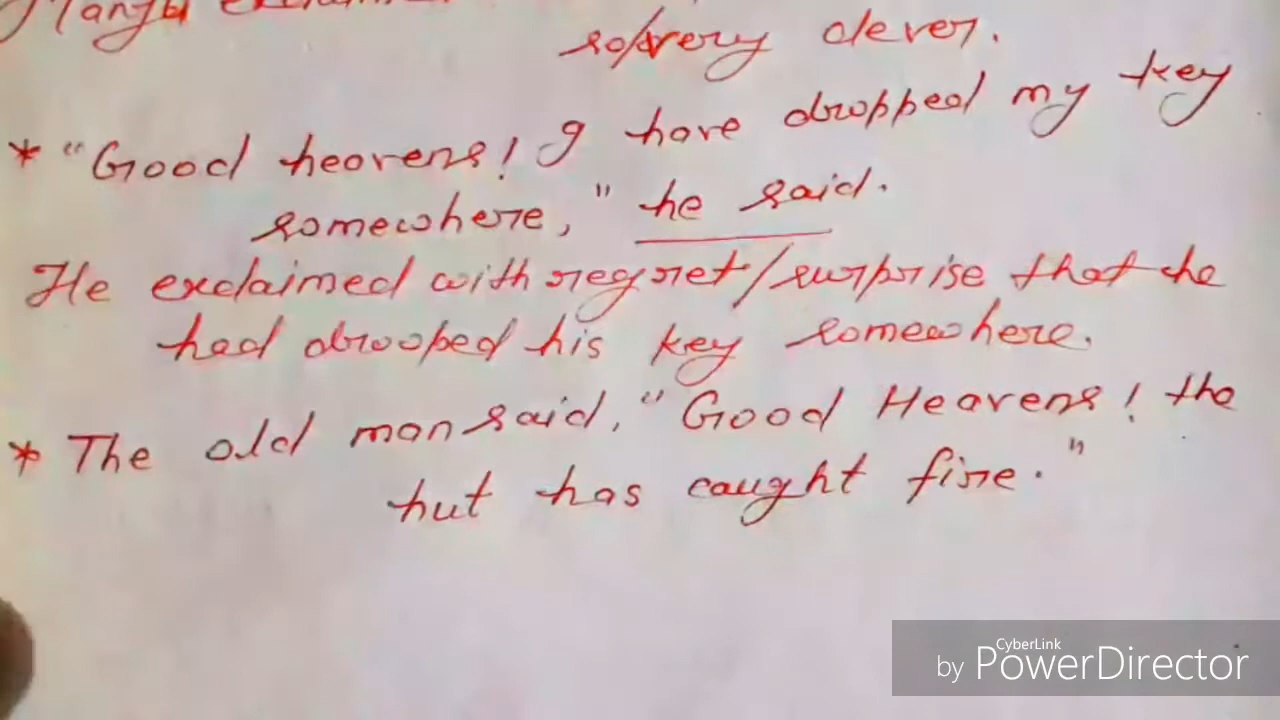 so/very clever.
* "Good heavens! I have dropped my key
somewhere," he said.
He exclaimed with regret/surprise that he
had dropped his key somewhere.
* The old man said, "Good Heavens! the
hut has caught fire."
CyberLink
by PowerDirector